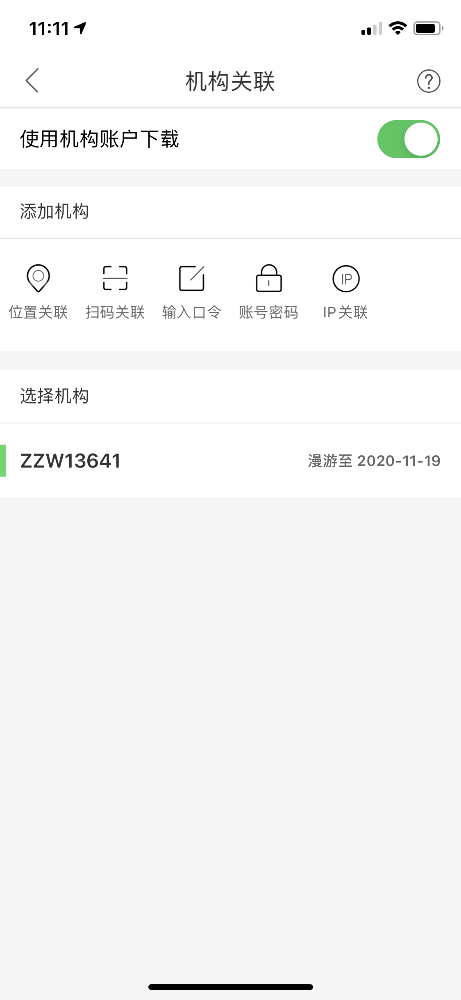 11:11
机构关联
使用机构账户下载
添加机构
位置关联 扫码关联 输入口令 账号密码 IP 关联
IP
选择机构
ZZW13641 漫游至 2020-11-19